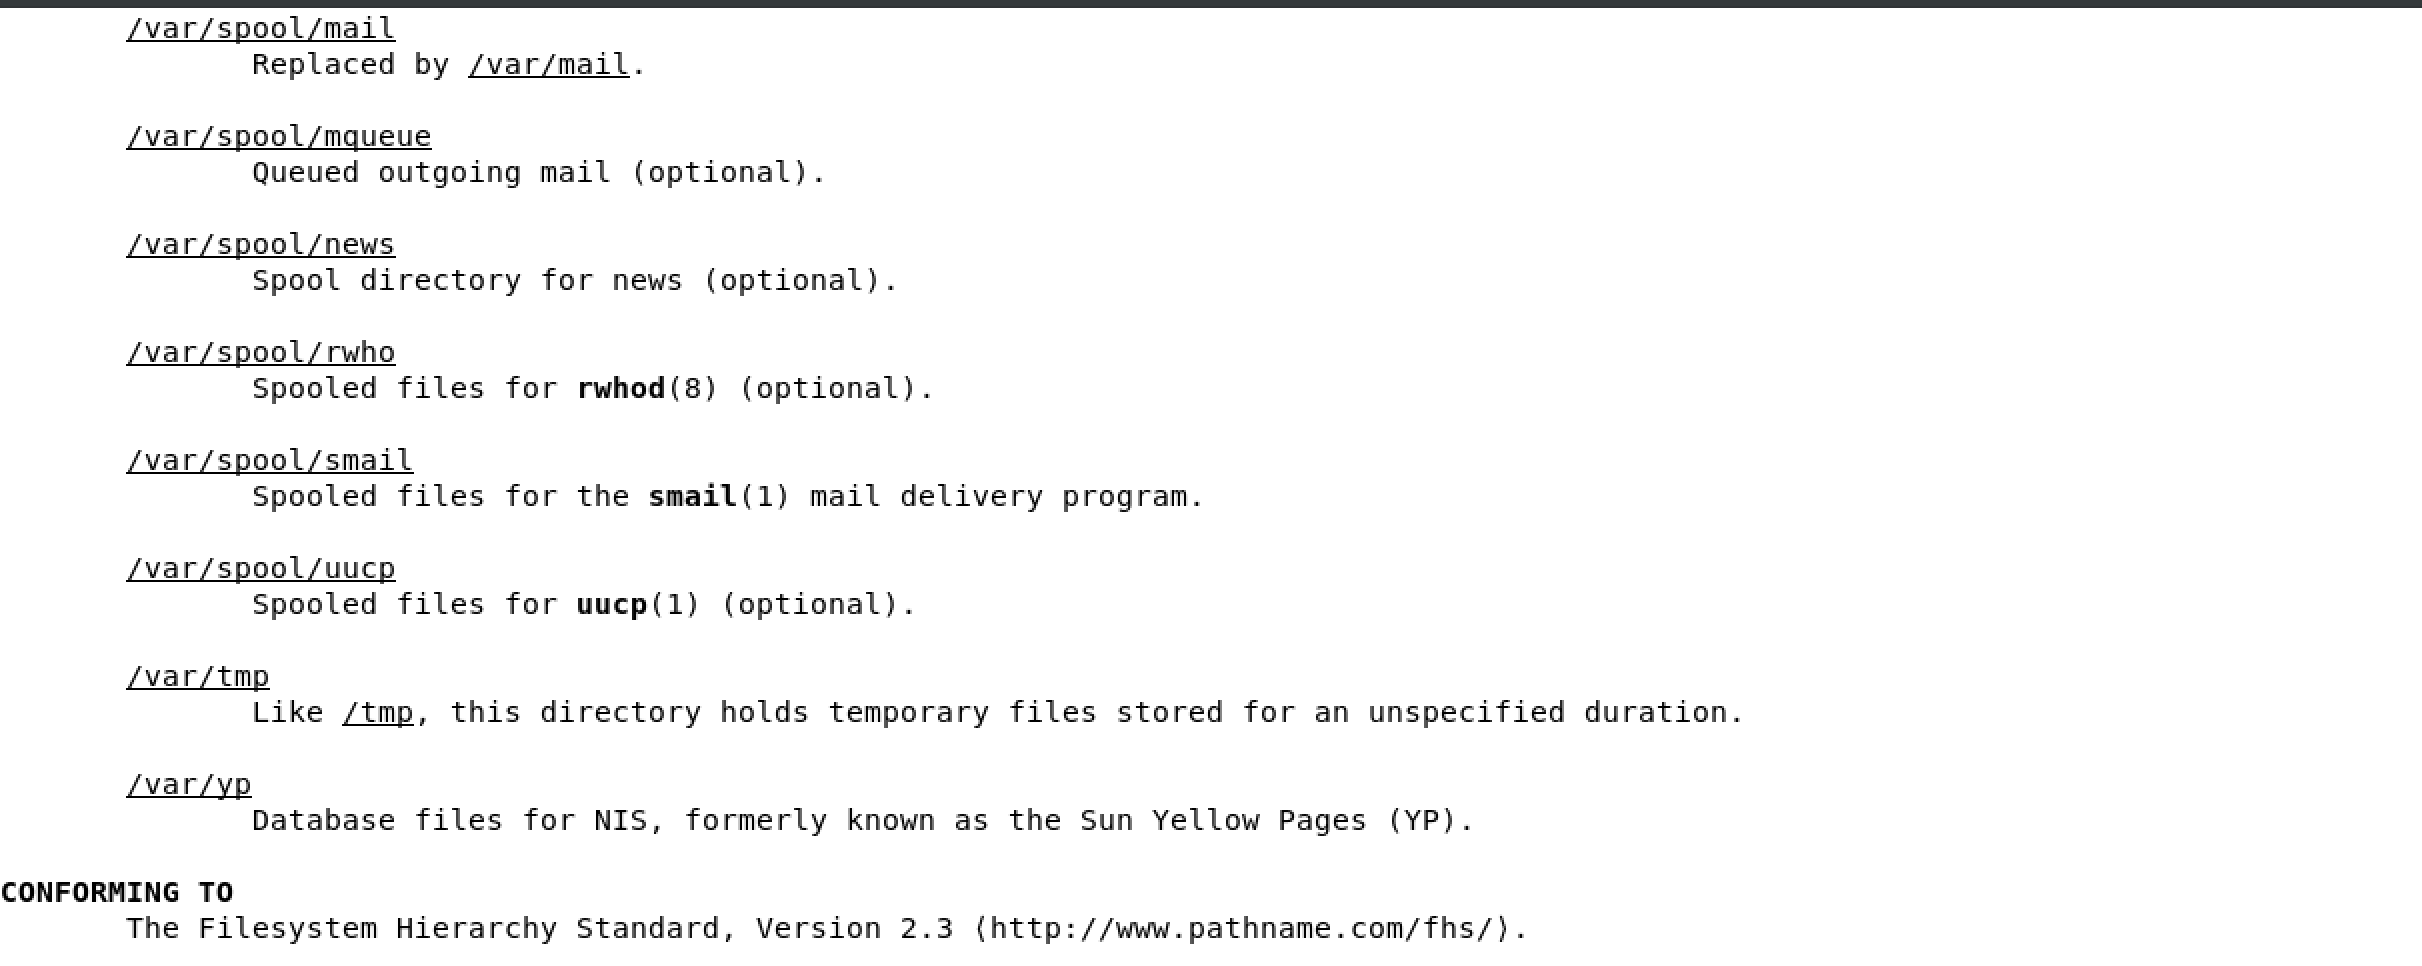 /var/spool/mail
Replaced by /var/mail.
/var/spool/mqueue
Queued outgoing mail (optional).
/var/spool/news
Spool directory for news (optional).
/var/spool/rwho
Spooled files for rwhod(8) (optional).
/var/spool/smail
Spooled files for the smail(1) mail delivery program.
/var/spool/uucp
Spooled files for uucp(1) (optional).
/var/tmp
Like /tmp, this directory holds temporary files stored for an unspecified duration.
/var/yp
Database files for NIS, formerly known as the Sun Yellow Pages (YP).
CONFORMING TO
The Filesystem Hierarchy Standard, Version 2.3 ⟨http://www.pathname.com/fhs/⟩.